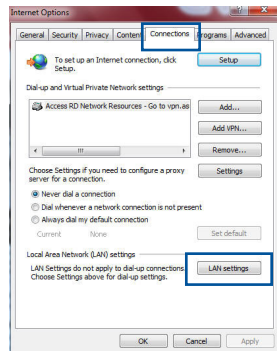 Internet Options
General Security Privacy Content Connections Programs Advanced
To set up an Internet connection, click
Setup.
Setup
Dial-up and Virtual Private Network settings
Access RD Network Resources - Go to vpn.as
Add...
Add VPN...
Remove...
Choose Settings if you need to configure a proxy
server for a connection.
Settings
Never dial a connection
Dial whenever a network connection is not present
Always dial my default connection
Current None
Set default
Local Area Network (LAN) settings
LAN Settings do not apply to dial-up connections.
Choose Settings above for dial-up settings.
LAN settings
OK Cancel Apply